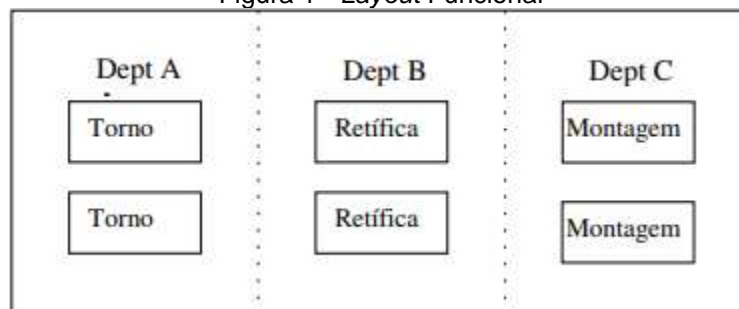 Figura 1 - Layout Funcional
Dept A Dept B Dept C
Torno Retífica Montagem
Torno Retífica Montagem